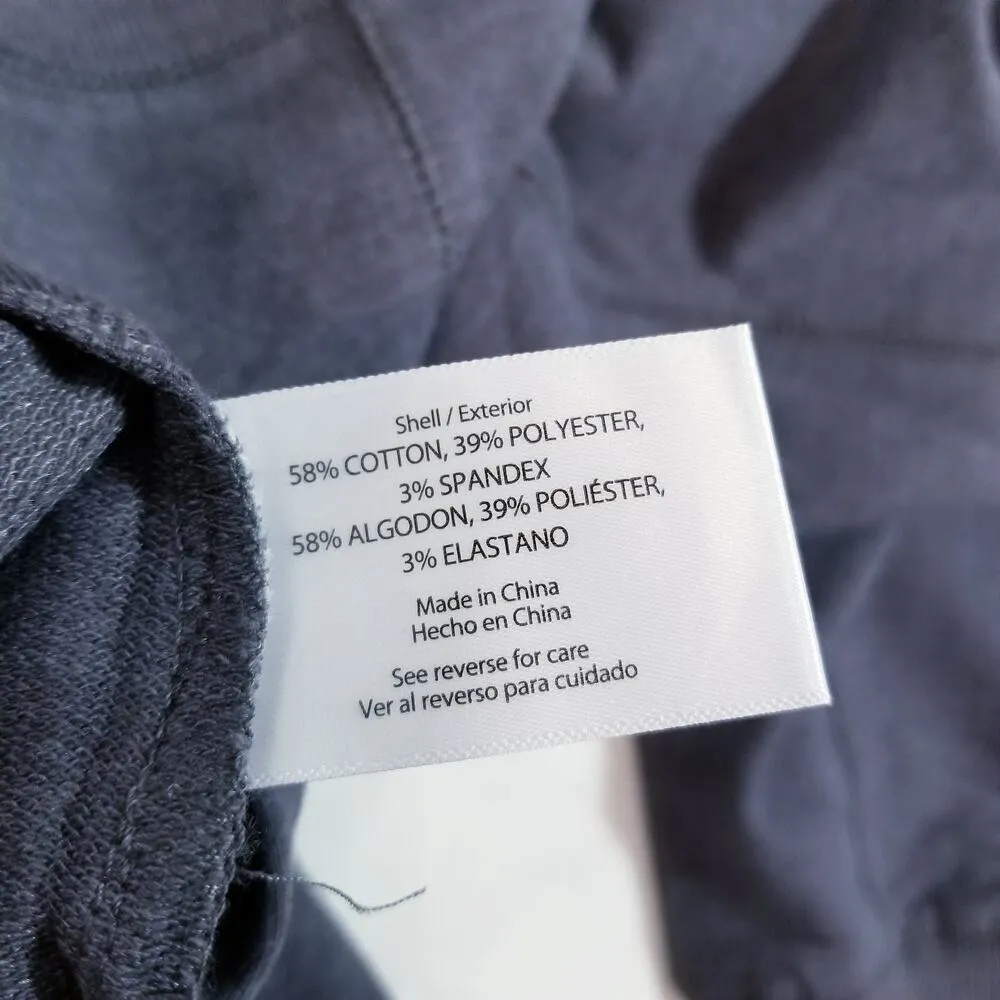 Shell / Exterior
58% COTTON, 39% POLYESTER,
3% SPANDEX
58% ALGODON, 39% POLIÉSTER,
3% ELASTANO
Made in China
Hecho en China
See reverse for care
Ver al reverso para cuidado